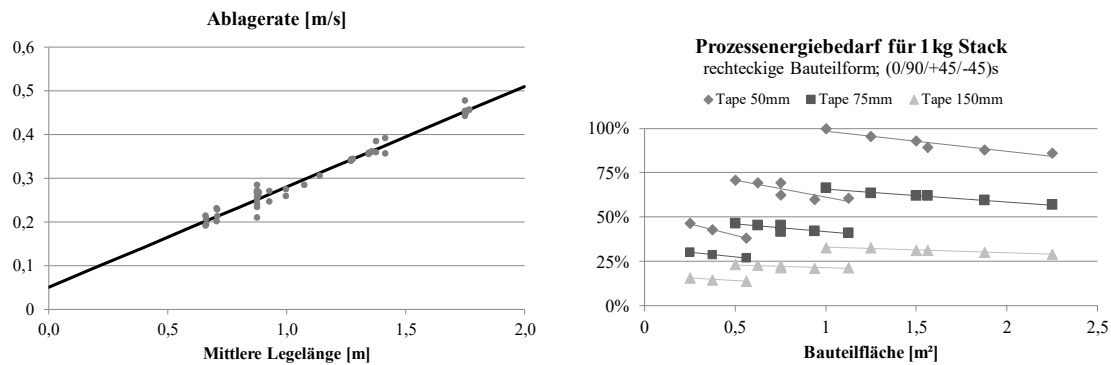 Ablagerate [m/s]
0,6
0,5
0,4
0,3
0,2
0,1
0
0,0 0,5 1,0 1,5 2,0
Mittlere Legelänge [m]
Prozessenergiebedarf für 1 kg Stack
rechteckige Bauteilform; (0/90/+45/-45)s
Tape 50mm Tape 75mm Tape 150mm
100%
75%
50%
25%
0%
0 0,5 1 1,5 2 2,5
Bauteilfläche [m²]